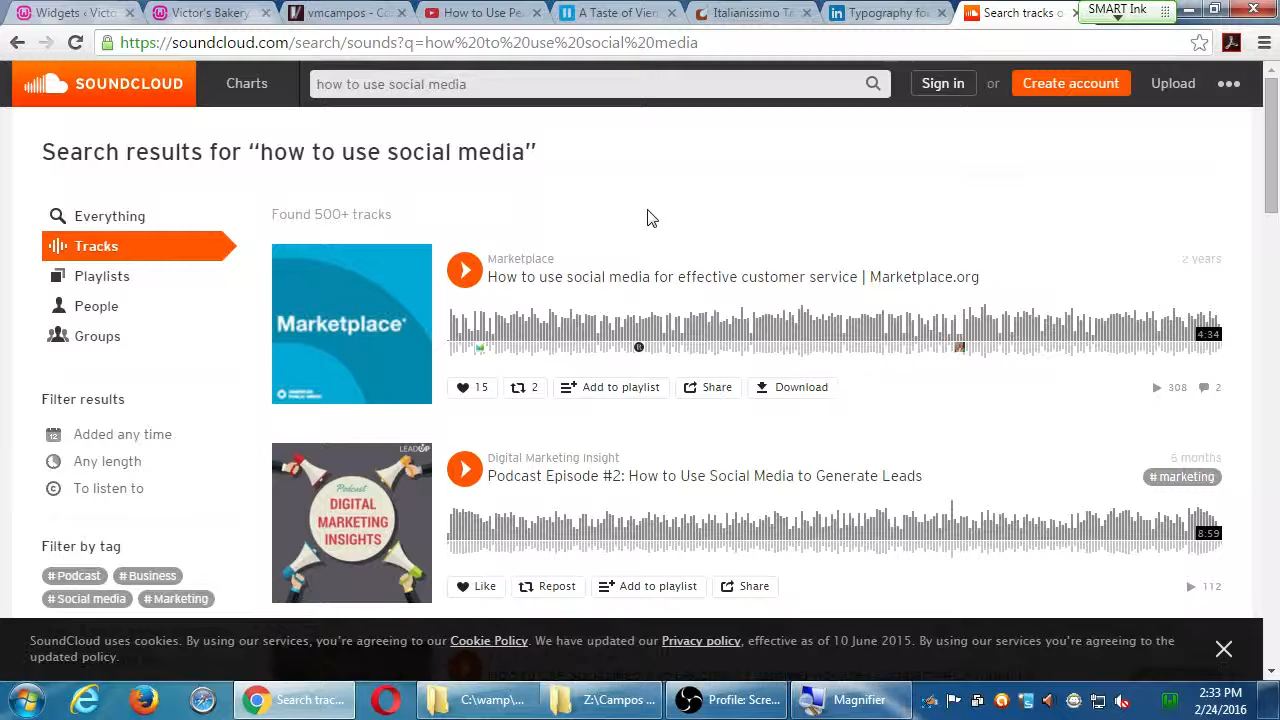 Widgets ‹ Victo
Victor's Bakery
vmcampos - Co
How to Use Pe
A Taste of Vien
Italianissimo Tr
Typography fo
Search tracks o
SMART Ink
https://soundcloud.com/search/sounds?q=how%20to%20use%20social%20media
SOUNDCLOUD
Charts
how to use social media
Sign in
or
Create account
Upload
Search results for “how to use social media”
Everything
Tracks
Playlists
People
Groups
Filter results
Added any time
Any length
To listen to
Filter by tag
# Podcast
# Business
# Social media
# Marketing
Found 500+ tracks
Marketplace
2 years
How to use social media for effective customer service | Marketplace.org
Marketplace
4:34
15
2
Add to playlist
Share
Download
308
2
LEADUP
Podcast
DIGITAL
MARKETING
INSIGHTS
Digital Marketing Insight
6 months
Podcast Episode #2: How to Use Social Media to Generate Leads
# marketing
8:59
Like
Repost
Add to playlist
Share
112
SoundCloud uses cookies. By using our services, you're agreeing to our Cookie Policy. We have updated our Privacy policy, effective as of 10 June 2015. By using our services you're agreeing to the
updated policy.
Search trac...
C:\wamp\...
Z:\Campos ...
Profile: Scre...
Magnifier
2:33 PM
2/24/2016